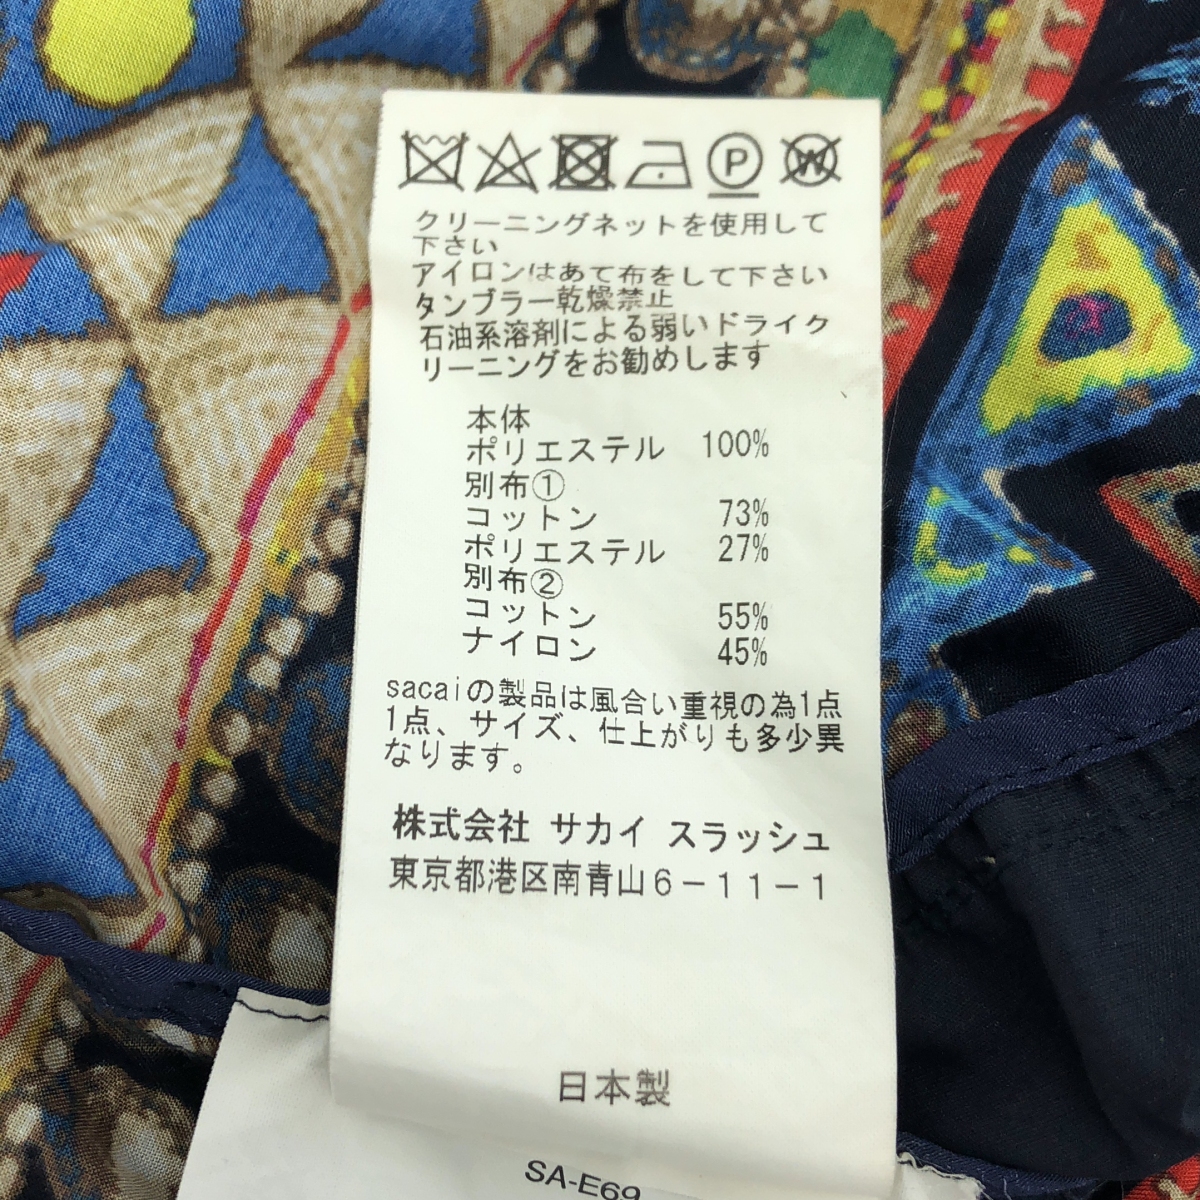 P W
クリーニングネットを使用して
下さい
アイロンはあて布をして下さい
タンブラー乾燥禁止
石油系溶剤による弱いドライク
リーニングをお勧めします
本体
ポリエステル 100%
別布①
コットン 73%
ポリエステル 27%
別布②
コットン 55%
ナイロン 45%
sacaiの製品は風合い重視の為1点
1点、サイズ、仕上がりも多少異
なります。
株式会社 サカイ スラッシュ
東京都港区南青山6-11-1
日本製
SA-E69